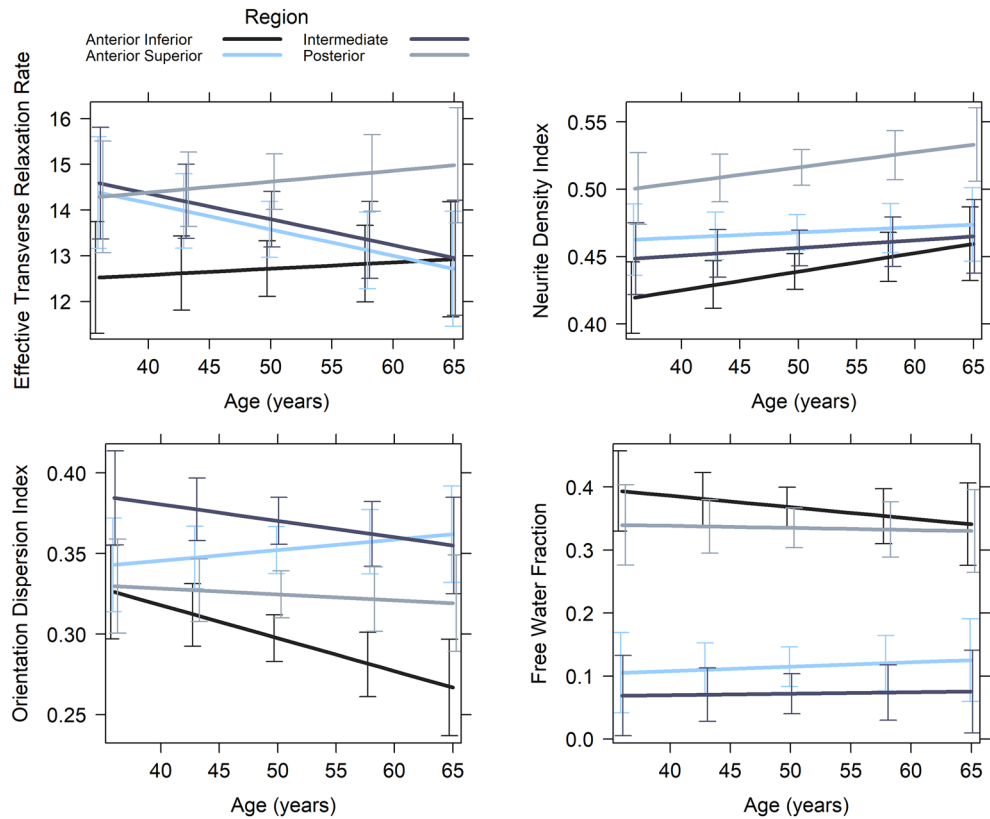 Region
Anterior Inferior Intermediate
Anterior Superior Posterior
Effective Transverse Relaxation Rate
16
15
14
13
12
40 45 50 55 60 65
Age (years)
Neurite Density Index
0.55
0.50
0.45
0.40
40 45 50 55 60 65
Age (years)
Orientation Dispersion Index
0.40
0.35
0.30
0.25
40 45 50 55 60 65
Age (years)
Free Water Fraction
0.4
0.3
0.2
0.1
0.0
40 45 50 55 60 65
Age (years)